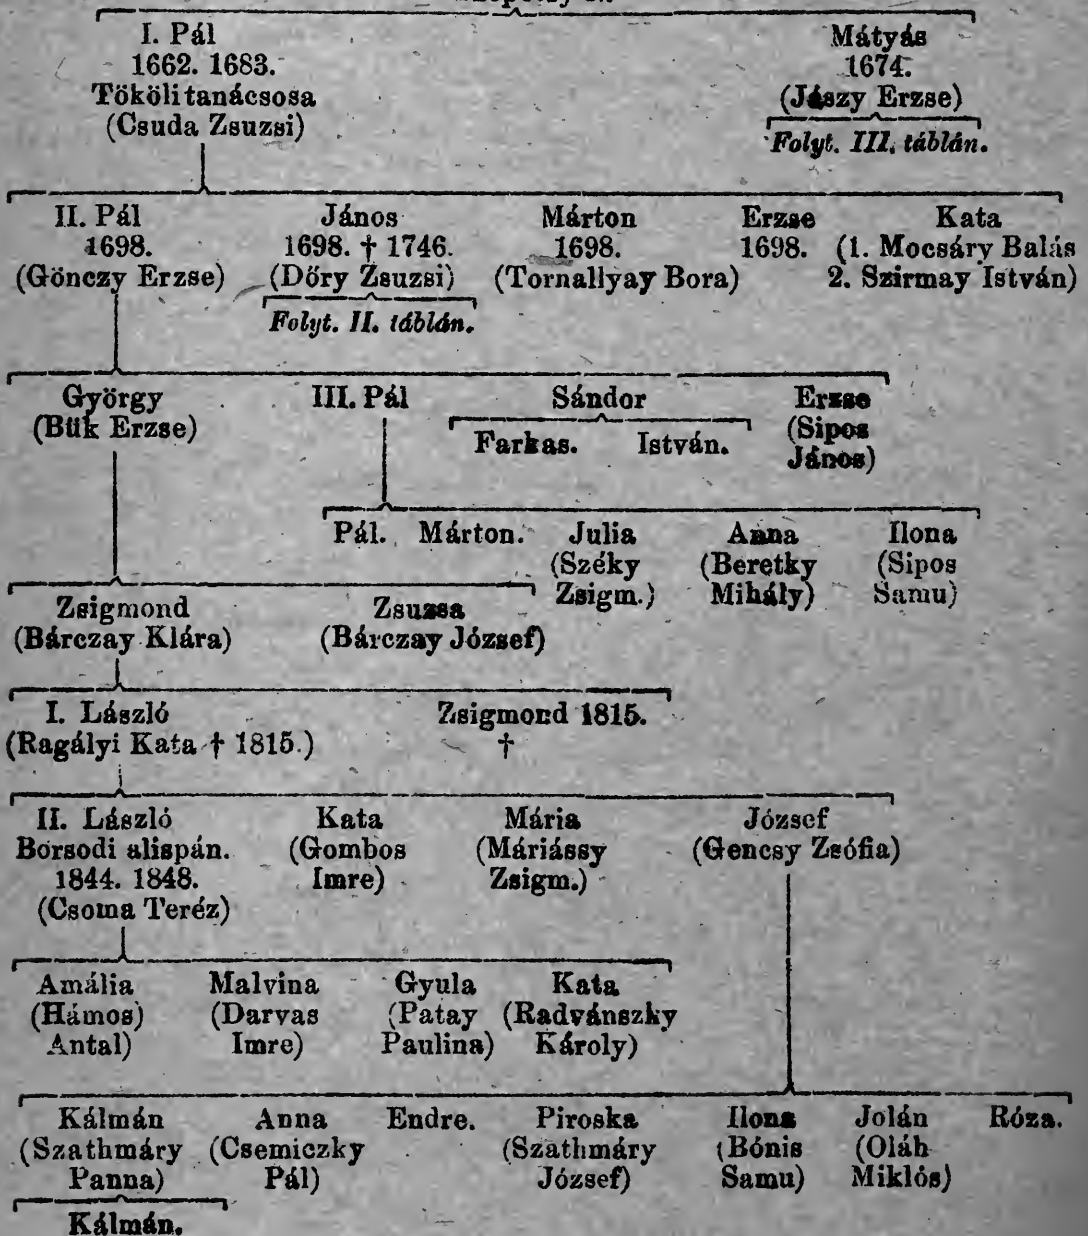 I. Pál Mátyás
1662. 1683. 1674.
Tököli tanácsosa (Jászy Erzse)
(Csuda Zsuzsi) Folyt. III. táblán.
II. Pál János Márton Erzse Kata
1698. 1698. † 1746. 1698. 1698. (1. Mocsáry Balás
(Gönczy Erzse) (Dőry Zsuzsi) (Tornallyay Bora) 2. Szirmay István)
Folyt. II. táblán.
György III. Pál Sándor Erzse
(Bük Erzse) Farkas. István. (Sipos
János)
Pál. Márton. Julia Anna Ilona
(Széky (Beretky (Sipos
Zsigm.) Mihály) Samu)
Zsigmond Zsuzsa
(Bárczay Klára) (Bárczay József)
I. László Zsigmond 1815.
(Ragályi Kata † 1815.) †
II. László Kata Mária József
Borsodi alispán. (Gombos (Máriássy (Gencsy Zsófia)
1844. 1848. Imre) Zsigm.)
(Csoma Teréz)
Amália Malvina Gyula Kata
(Hámos) (Darvas (Patay (Radvánszky
Antal) Imre) Paulina) Károly)
Kálmán Anna Endre. Piroska Ilona Jolán Róza.
(Szathmáry (Csemiczky (Szathmáry (Bónis (Oláh
Panna) Pál) József) Samu) Miklós)
Kálmán.